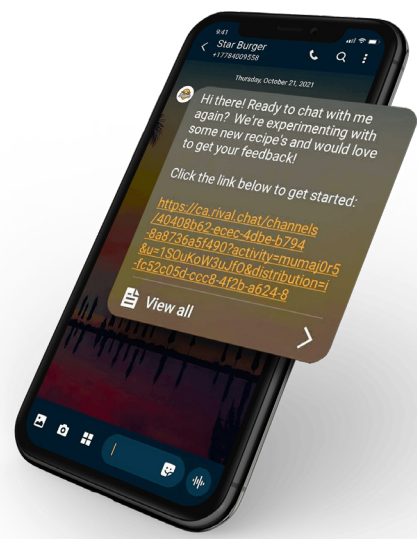 9:41
Star Burger
+17784009558
Thursday, October 21, 2021
Hi there! Ready to chat with me
again? We're experimenting with
some new recipe's and would love
to get your feedback!
Click the link below to get started:
https://ca.rival.chat/channels
/40408b62-ecec-4dbe-b794
-8a8736a5f490?activity=mumaj0r5
&u=1SOuKoW3uJfO&distribution=i
-fc52c05d-ccc8-4f2b-a624-8
View all